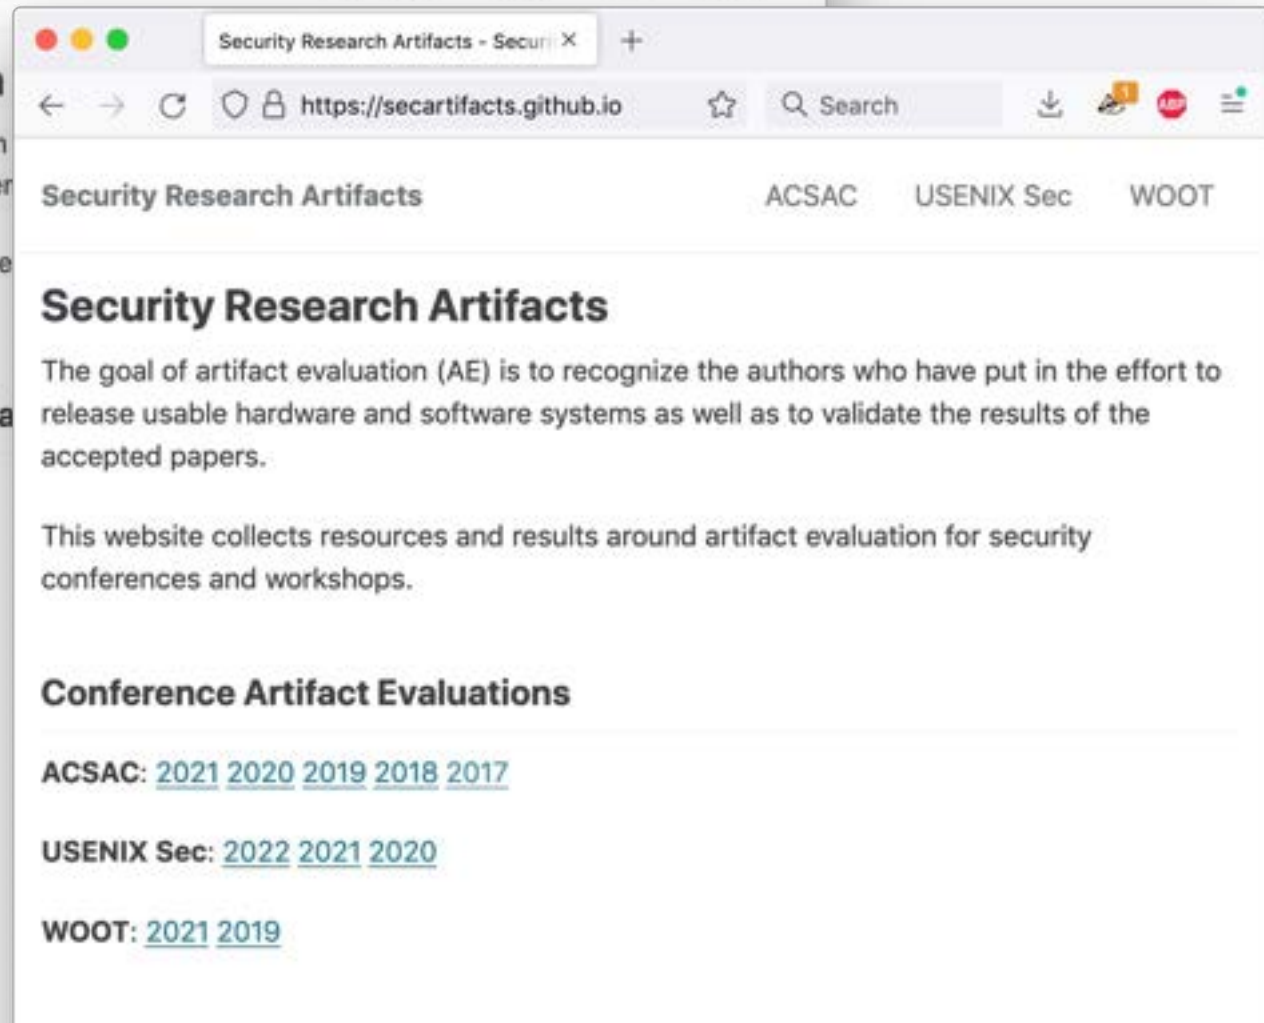 Security Research Artifacts - Securi
https://secartifacts.github.io
Search
1
ABP
Security Research Artifacts
ACSAC
USENIX Sec
WOOT
Security Research Artifacts
The goal of artifact evaluation (AE) is to recognize the authors who have put in the effort to
release usable hardware and software systems as well as to validate the results of the
accepted papers.
This website collects resources and results around artifact evaluation for security
conferences and workshops.
Conference Artifact Evaluations
ACSAC: 2021 2020 2019 2018 2017
USENIX Sec: 2022 2021 2020
WOOT: 2021 2019